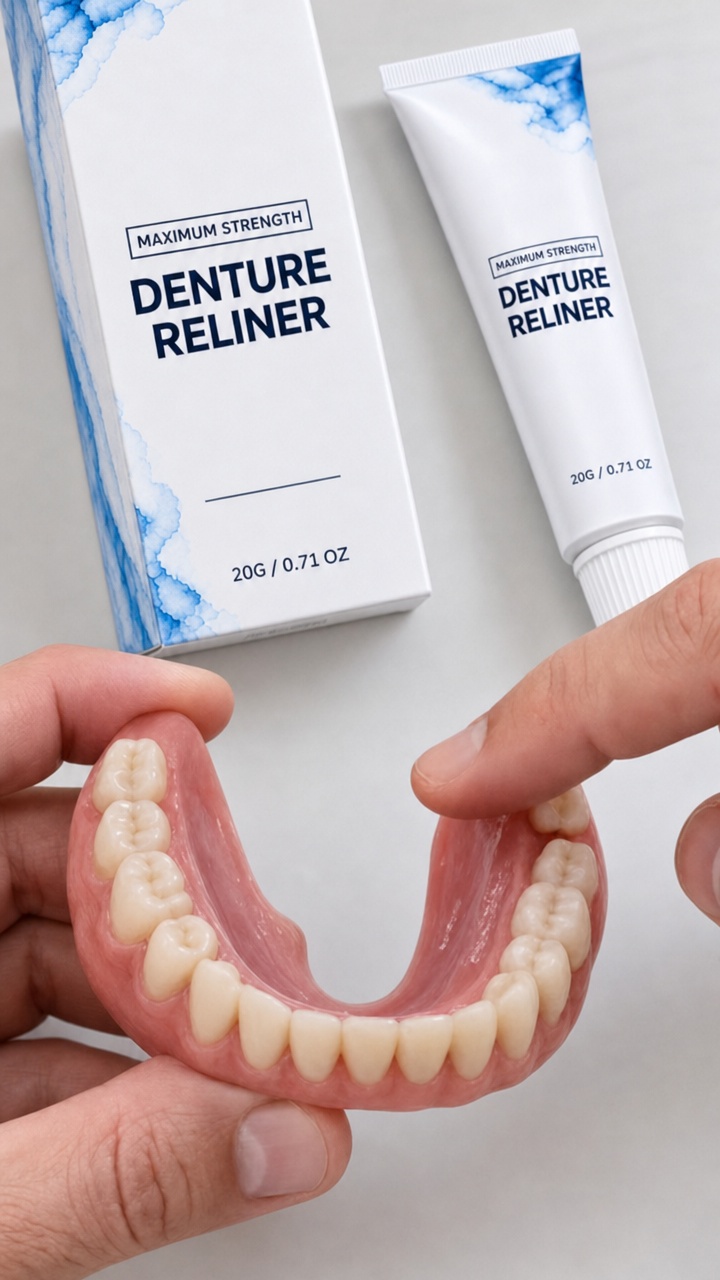 MAXIMUM STRENGTH
DENTURE
RELINER
20G / 0.71 OZ
MAXIMUM STRENGTH
DENTURE
RELINER
20G / 0.71 OZ